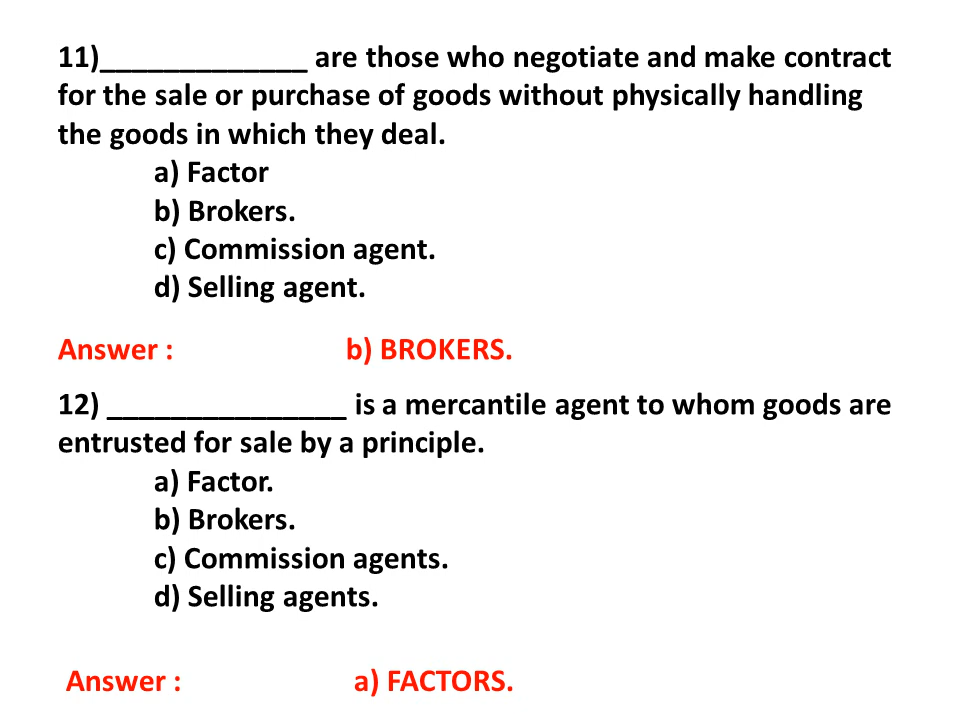 11)_____________ are those who negotiate and make contract
for the sale or purchase of goods without physically handling
the goods in which they deal.
a) Factor
b) Brokers.
c) Commission agent.
d) Selling agent.
Answer : b) BROKERS.
12) _______________ is a mercantile agent to whom goods are
entrusted for sale by a principle.
a) Factor.
b) Brokers.
c) Commission agents.
d) Selling agents.
Answer : a) FACTORS.